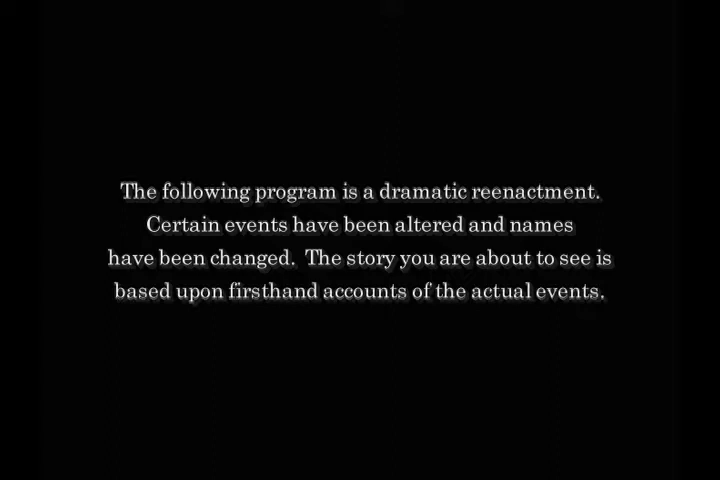 The following program is a dramatic reenactment.
Certain events have been altered and names
have been changed.  The story you are about to see is
based upon firsthand accounts of the actual events.